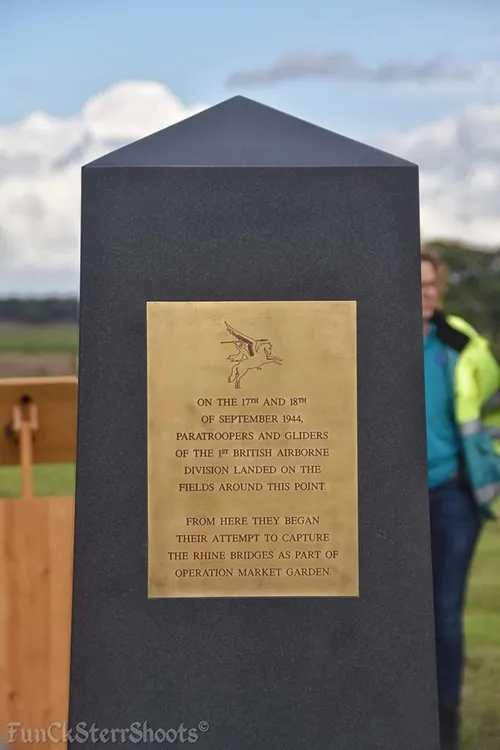 ON THE 17TH AND 18TH
OF SEPTEMBER 1944,
PARATROOPERS AND GLIDERS
OF THE 1ST BRITISH AIRBORNE
DIVISION LANDED ON THE
FIELDS AROUND THIS POINT.
FROM HERE THEY BEGAN
THEIR ATTEMPT TO CAPTURE
THE RHINE BRIDGES AS PART OF
OPERATION MARKET GARDEN.
FunCkSterrShoots©